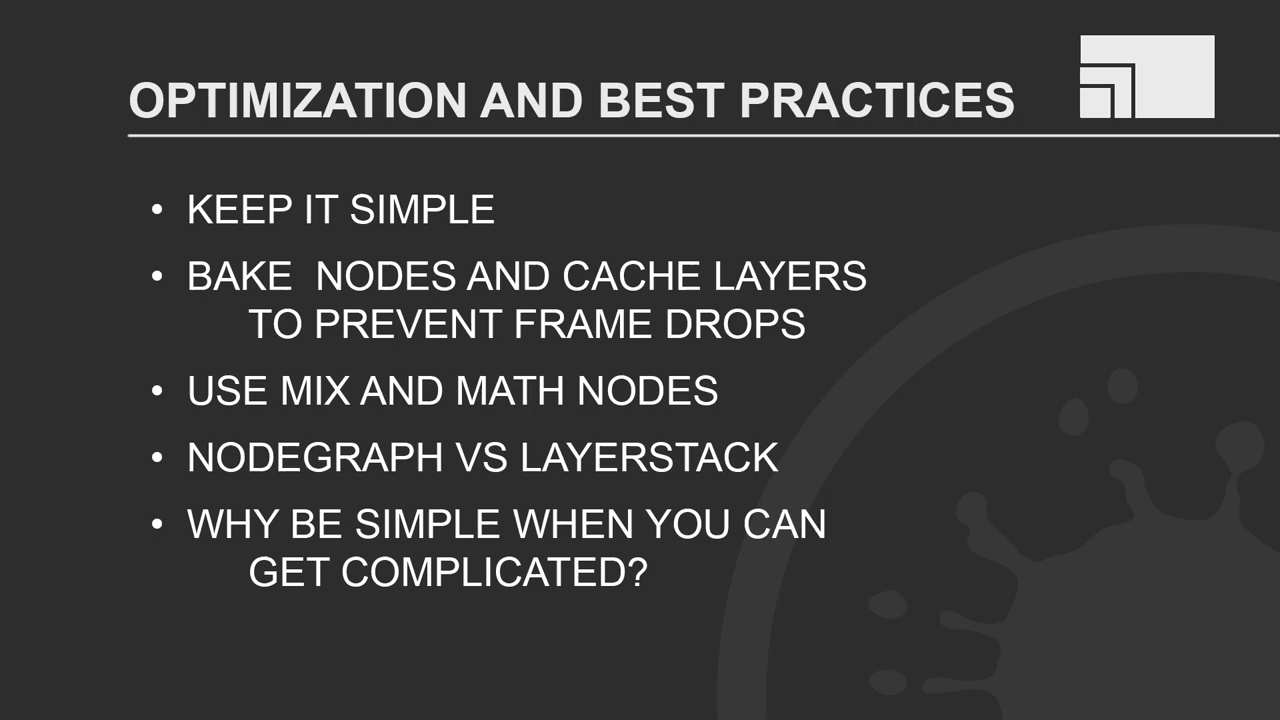 OPTIMIZATION AND BEST PRACTICES
• KEEP IT SIMPLE
• BAKE  NODES AND CACHE LAYERS
TO PREVENT FRAME DROPS
• USE MIX AND MATH NODES
• NODEGRAPH VS LAYERSTACK
• WHY BE SIMPLE WHEN YOU CAN
GET COMPLICATED?